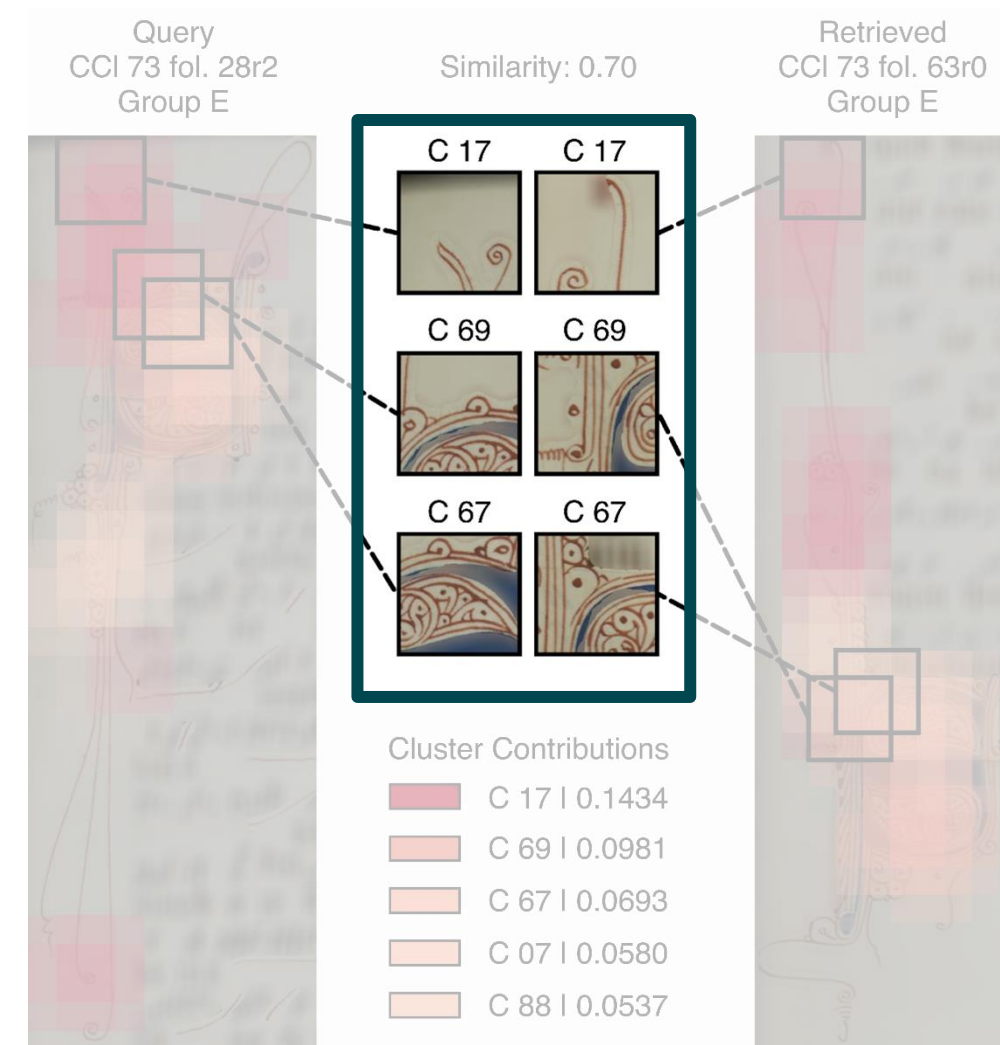 Query
CCl 73 fol. 28r2
Group E
Similarity: 0.70
Retrieved
CCl 73 fol. 63r0
Group E
C 17 C 17
C 69 C 69
C 67 C 67
Cluster Contributions
C 17 | 0.1434
C 69 | 0.0981
C 67 | 0.0693
C 07 | 0.0580
C 88 | 0.0537